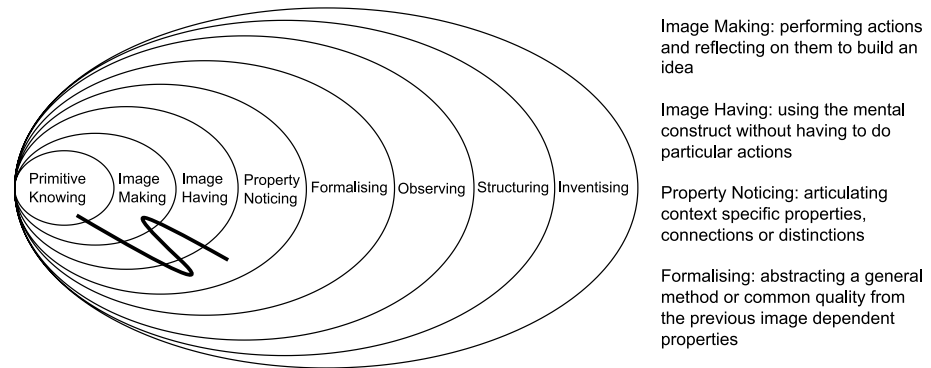 Primitive
Knowing
Image
Making
Image
Having
Property
Noticing
Formalising
Observing
Structuring
Inventising
Image Making: performing actions
and reflecting on them to build an
idea
Image Having: using the mental
construct without having to do
particular actions
Property Noticing: articulating
context specific properties,
connections or distinctions
Formalising: abstracting a general
method or common quality from
the previous image dependent
properties